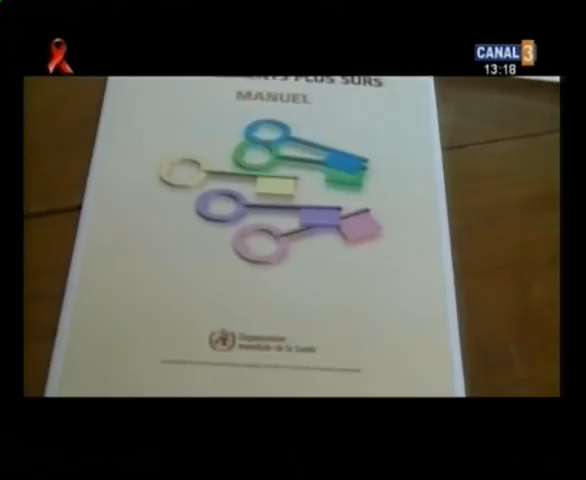 CANAL 3
13:18
PLUS SURS
MANUEL
Organisation
mondiale de la Santé